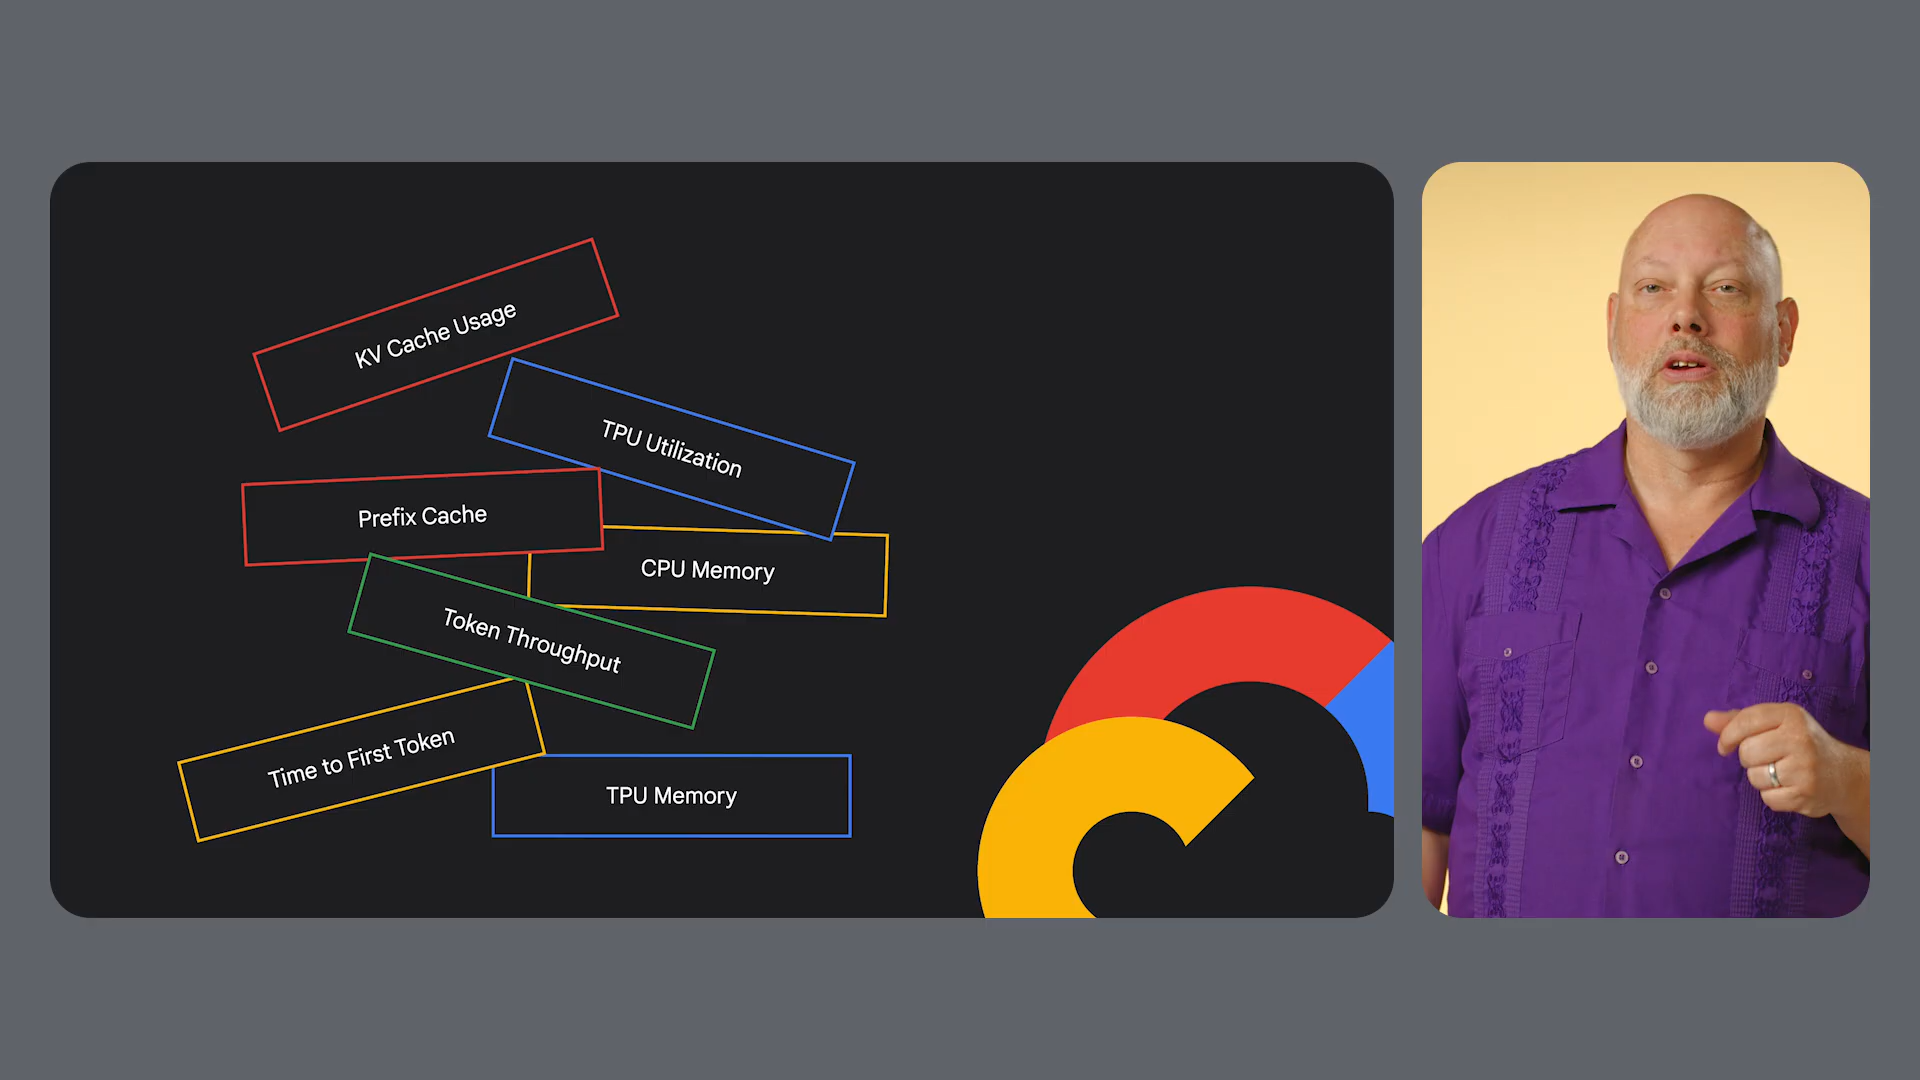 KV Cache Usage
TPU Utilization
Prefix Cache
CPU Memory
Token Throughput
Time to First Token
TPU Memory